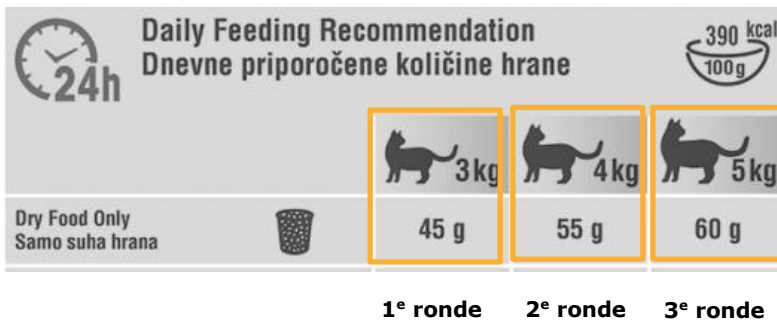 24h
Daily Feeding Recommendation
Dnevne priporočene količine hrane
390 kcal
100g
3kg
4kg
5kg
Dry Food Only
Samo suha hrana
45 g
55 g
60 g
1e ronde
2e ronde
3e ronde